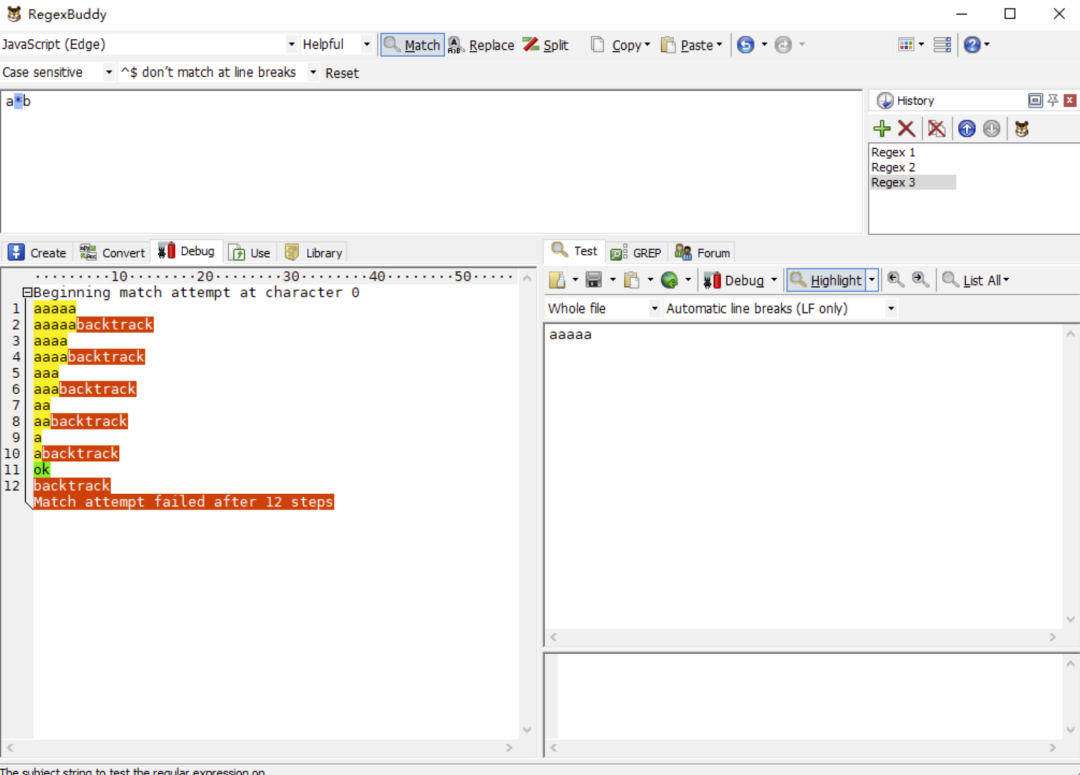 RegexBuddy
JavaScript (Edge) Helpful Match Replace Split Copy Paste
Case sensitive ^$ don't match at line breaks Reset
a*b
History
Regex 1
Regex 2
Regex 3
Create Convert Debug Use Library
Test GREP Forum
Debug Highlight List All
Whole file Automatic line breaks (LF only)
·········10········20········30········40········50·····
Beginning match attempt at character 0
1 aaaaa
2 aaaaabacktrack
3 aaaa
4 aaaabacktrack
5 aaa
6 aaabacktrack
7 aa
8 aabacktrack
9 a
10 abacktrack
11 ok
12 backtrack
Match attempt failed after 12 steps
aaaaa
The subject string to test the regular expression on